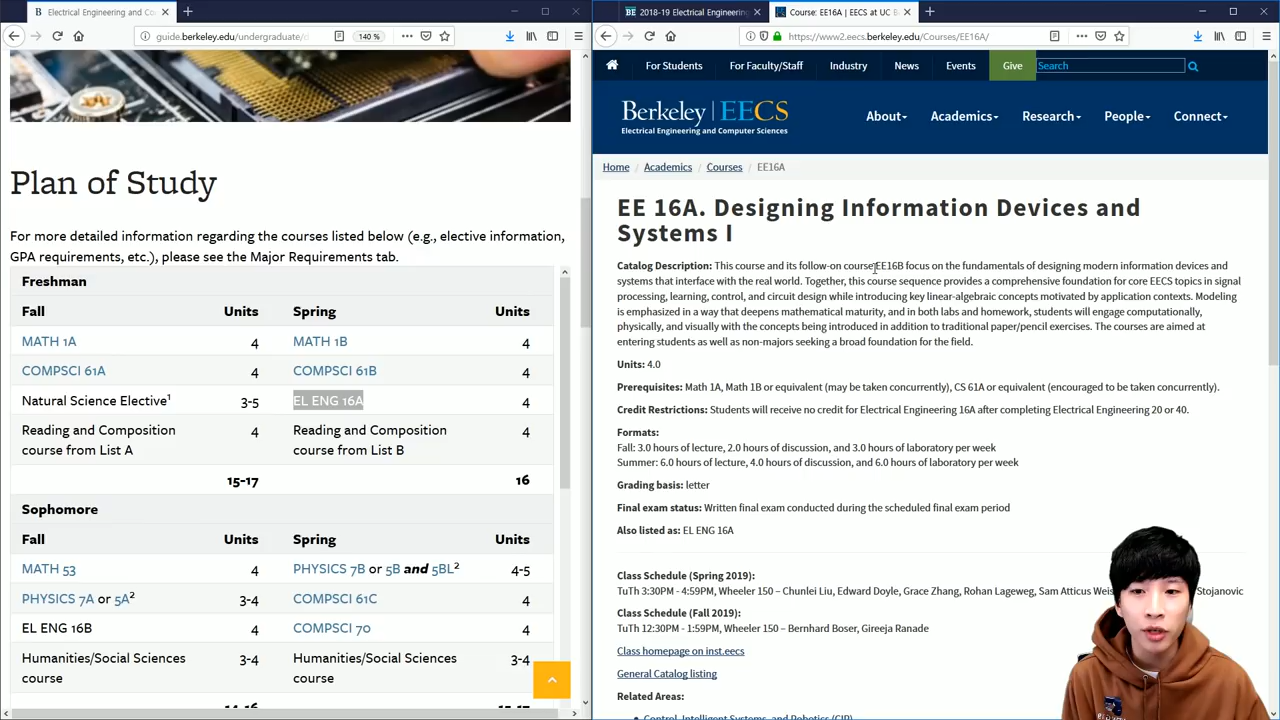 Electrical Engineering and Co
guide.berkeley.edu/undergraduate/d
140 %
Plan of Study
For more detailed information regarding the courses listed below (e.g., elective information,
GPA requirements, etc.), please see the Major Requirements tab.
Freshman
Fall Units Spring Units
MATH 1A 4 MATH 1B 4
COMPSCI 61A 4 COMPSCI 61B 4
Natural Science Elective¹ 3-5 EL ENG 16A 4
Reading and Composition
course from List A 4 Reading and Composition
course from List B 4
15-17 16
Sophomore
Fall Units Spring Units
MATH 53 4 PHYSICS 7B or 5B and 5BL² 4-5
PHYSICS 7A or 5A² 3-4 COMPSCI 61C 4
EL ENG 16B 4 COMPSCI 70 4
Humanities/Social Sciences
course 3-4 Humanities/Social Sciences
course 3-4
2018-19 Electrical Engineering
Course: EE16A | EECS at UC B
https://www2.eecs.berkeley.edu/Courses/EE16A/
For Students For Faculty/Staff Industry News Events Give Search
Berkeley | EECS
Electrical Engineering and Computer Sciences
About Academics Research People Connect
Home / Academics / Courses / EE16A
EE 16A. Designing Information Devices and
Systems I
Catalog Description: This course and its follow-on course EE16B focus on the fundamentals of designing modern information devices and
systems that interface with the real world. Together, this course sequence provides a comprehensive foundation for core EECS topics in signal
processing, learning, control, and circuit design while introducing key linear-algebraic concepts motivated by application contexts. Modeling
is emphasized in a way that deepens mathematical maturity, and in both labs and homework, students will engage computationally,
physically, and visually with the concepts being introduced in addition to traditional paper/pencil exercises. The courses are aimed at
entering students as well as non-majors seeking a broad foundation for the field.
Units: 4.0
Prerequisites: Math 1A, Math 1B or equivalent (may be taken concurrently), CS 61A or equivalent (encouraged to be taken concurrently).
Credit Restrictions: Students will receive no credit for Electrical Engineering 16A after completing Electrical Engineering 20 or 40.
Formats:
Fall: 3.0 hours of lecture, 2.0 hours of discussion, and 3.0 hours of laboratory per week
Summer: 6.0 hours of lecture, 4.0 hours of discussion, and 6.0 hours of laboratory per week
Grading basis: letter
Final exam status: Written final exam conducted during the scheduled final exam period
Also listed as: EL ENG 16A
Class Schedule (Spring 2019):
TuTh 3:30PM - 4:59PM, Wheeler 150 – Chunlei Liu, Edward Doyle, Grace Zhang, Rohan Lageweg, Sam Atticus Weis Stojanovic
Class Schedule (Fall 2019):
TuTh 12:30PM - 1:59PM, Wheeler 150 – Bernhard Boser, Gireeja Ranade
Class homepage on inst.eecs
General Catalog listing
Related Areas:
Control, Intelligent Systems, and Robotics (CIR)